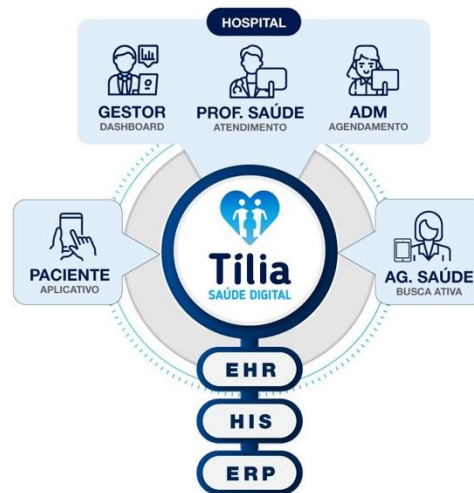 HOSPITAL
GESTOR
DASHBOARD
PROF. SAÚDE
ATENDIMENTO
ADM
AGENDAMENTO
PACIENTE
APLICATIVO
Tília
SAÚDE DIGITAL
AG. SAÚDE
BUSCA ATIVA
EHR
HIS
ERP